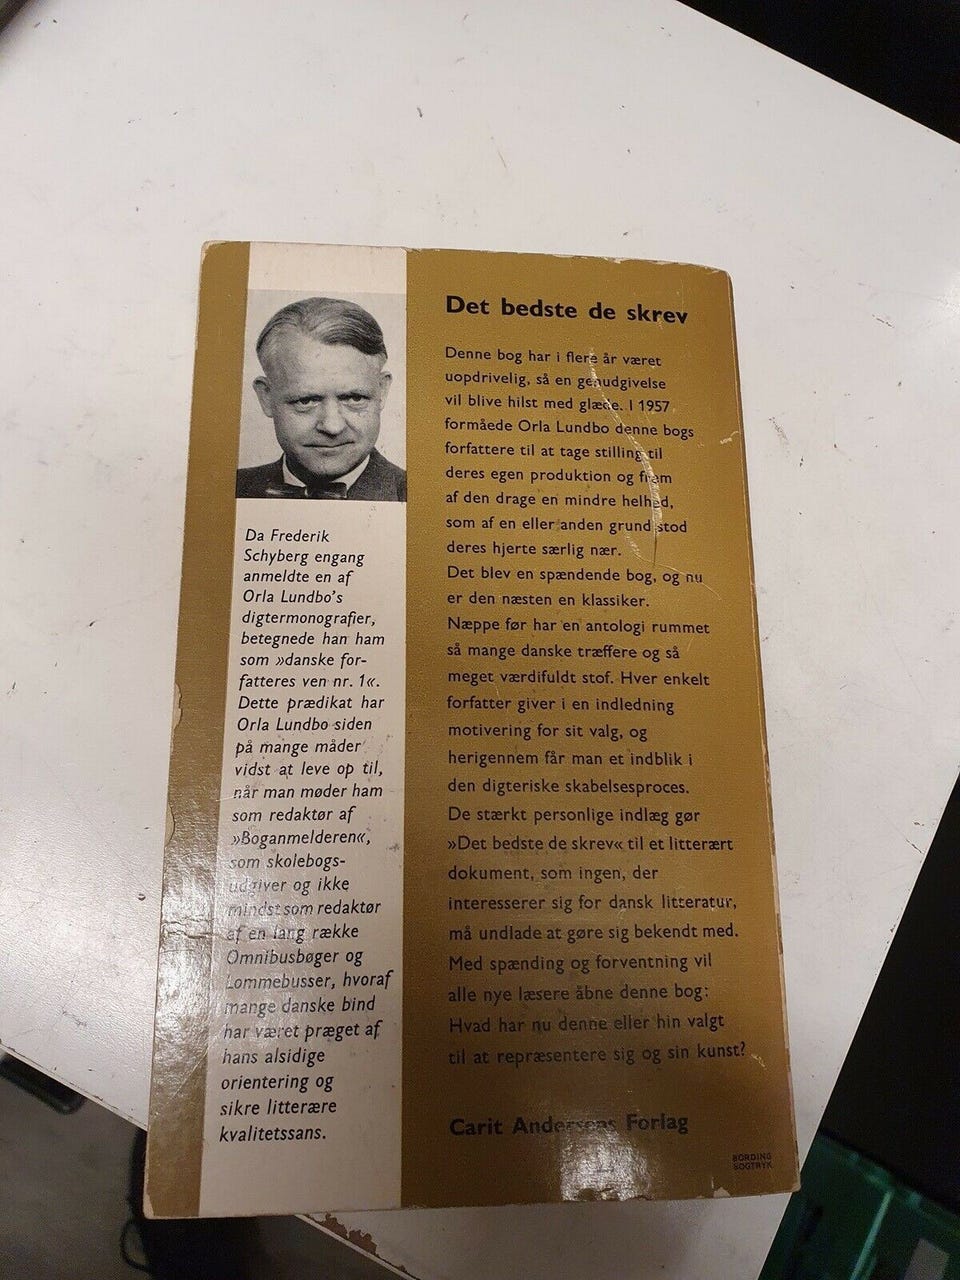 Da Frederik
Schyberg engang
anmeldte en af
Orla Lundbo's
digtermonografier,
betegnede han ham
som »danske for-
fatteres ven nr. 1«.
Dette prædikat har
Orla Lundbo siden
på mange måder
vidst at leve op til,
når man møder ham
som redaktør af
»Boganmelderen«,
som skolebogs-
udgiver og ikke
mindst som redaktør
af en lang række
Omnibusbøger og
Lommebusser, hvoraf
mange danske bind
har været præget af
hans alsidige
orientering og
sikre litterære
kvalitetssans.
Det bedste de skrev
Denne bog har i flere år været
uopdrivelig, så en genudgivelse
vil blive hilst med glæde. I 1957
formåede Orla Lundbo denne bogs
forfattere til at tage stilling til
deres egen produktion og frem
af den drage en mindre helhed,
som af en eller anden grund stod
deres hjerte særlig nær.
Det blev en spændende bog, og nu
er den næsten en klassiker.
Næppe før har en antologi rummet
så mange danske træffere og så
meget værdifuldt stof. Hver enkelt
forfatter giver i en indledning
motivering for sit valg, og
herigennem får man et indblik i
den digteriske skabelsesproces.
De stærkt personlige indlæg gør
»Det bedste de skrev« til et litterært
dokument, som ingen, der
interesserer sig for dansk litteratur,
må undlade at gøre sig bekendt med.
Med spænding og forventning vil
alle nye læsere åbne denne bog:
Hvad har nu denne eller hin valgt
til at repræsentere sig og sin kunst?
Carit Andersens Forlag
BORDING
BOGTRYK